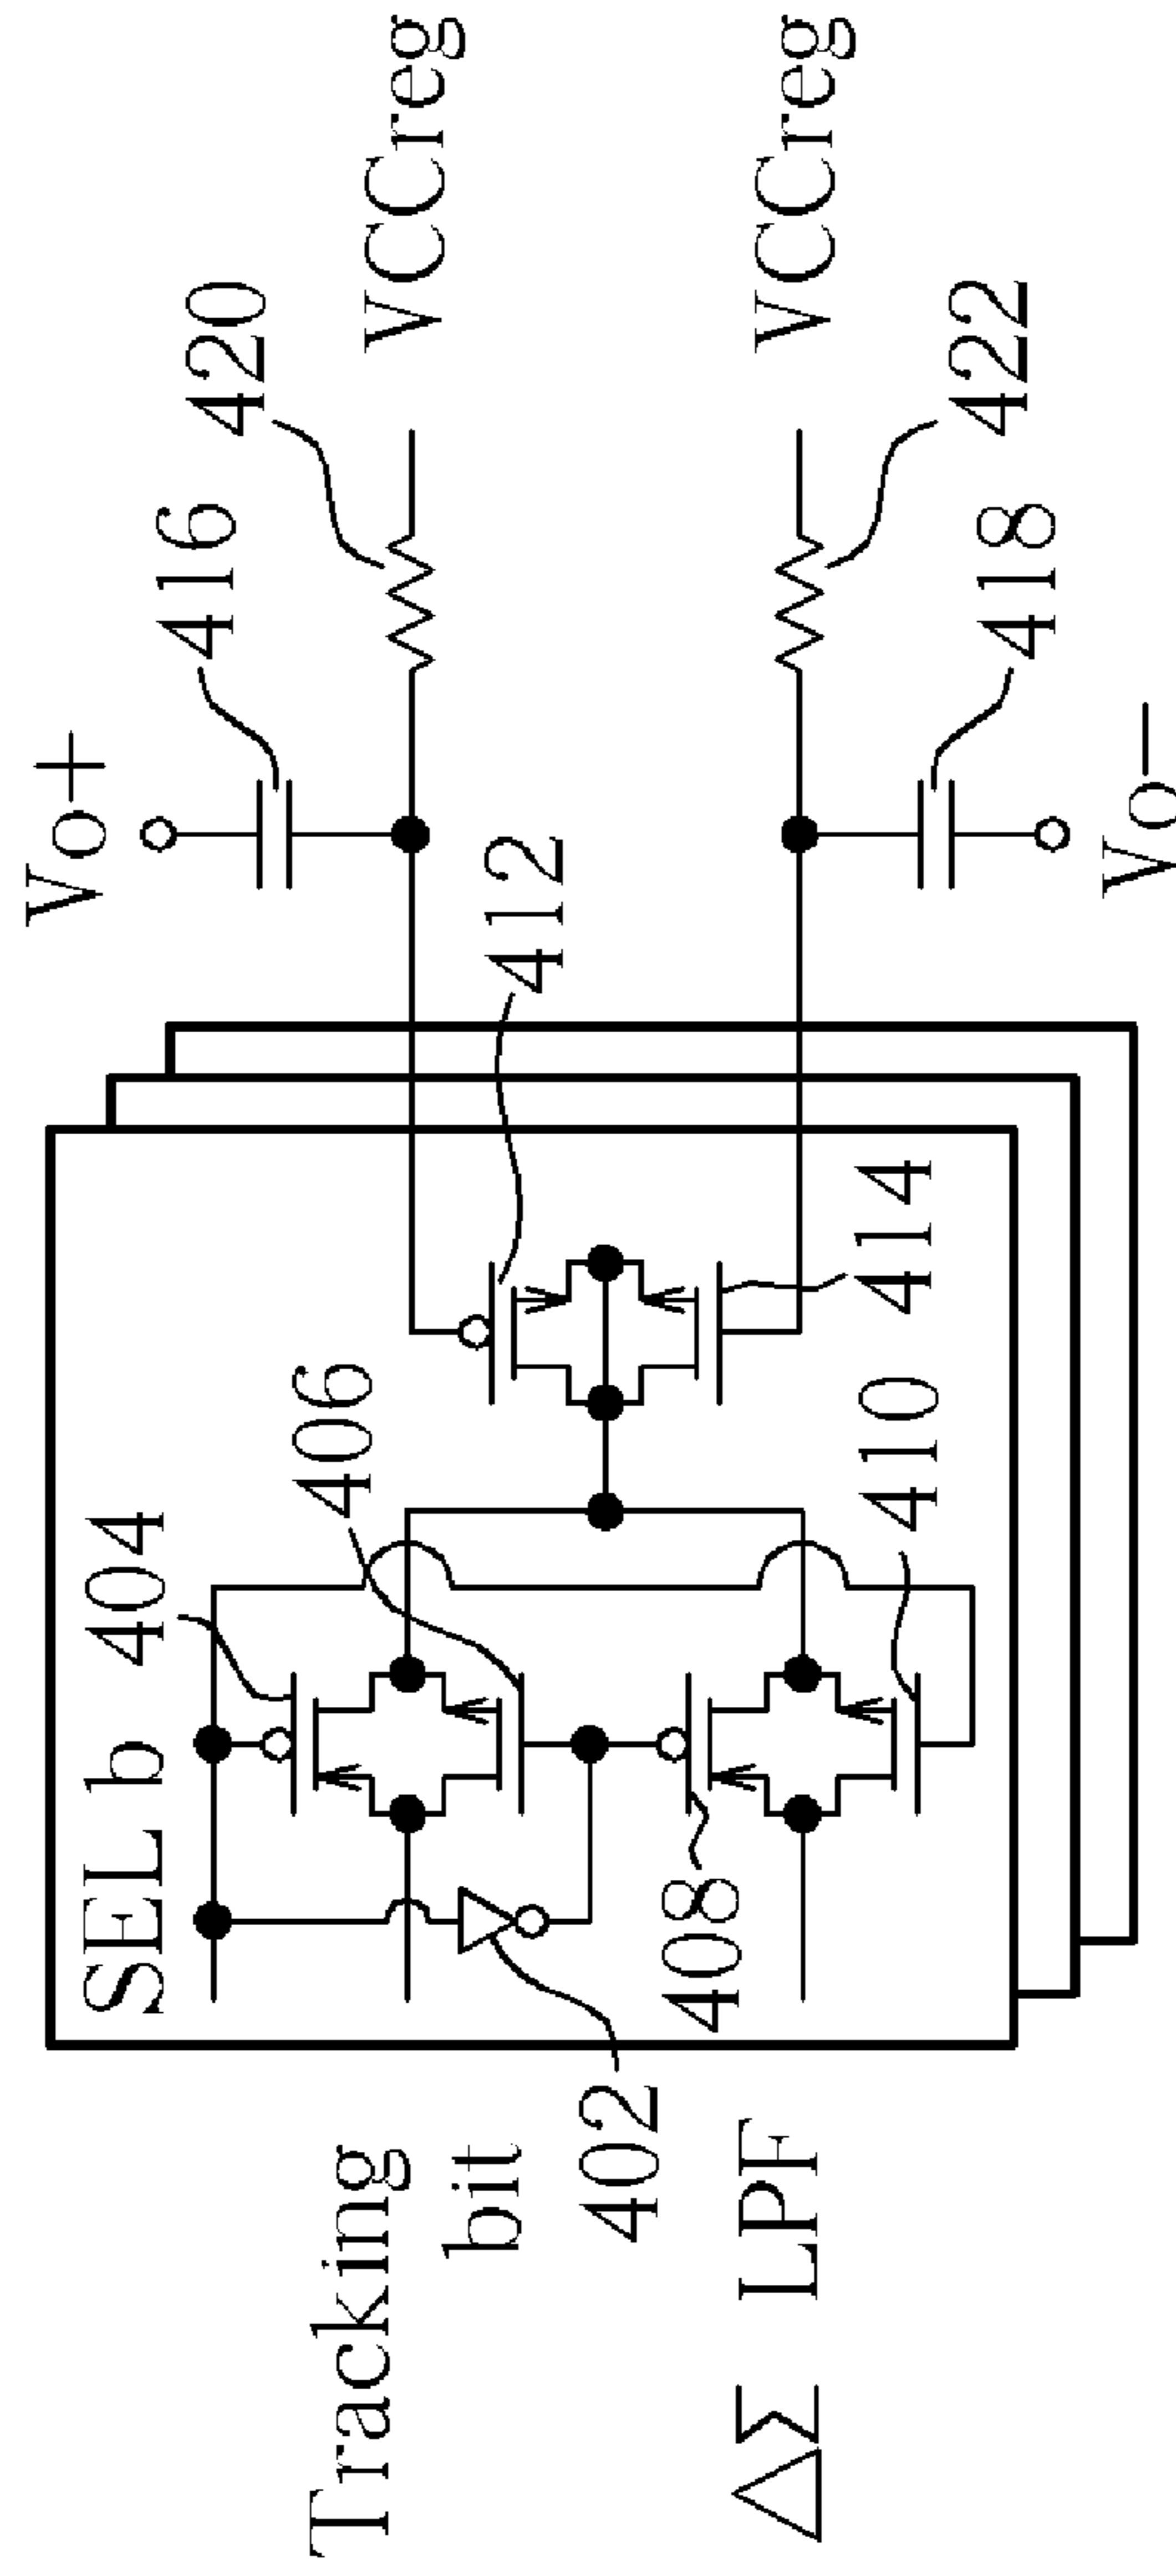 Vo+
416
420
VCCreg
412
SEL b
404
406
Tracking
bit
402
408
410
414
ΔΣ LPF
VCCreg
418
422
Vo−